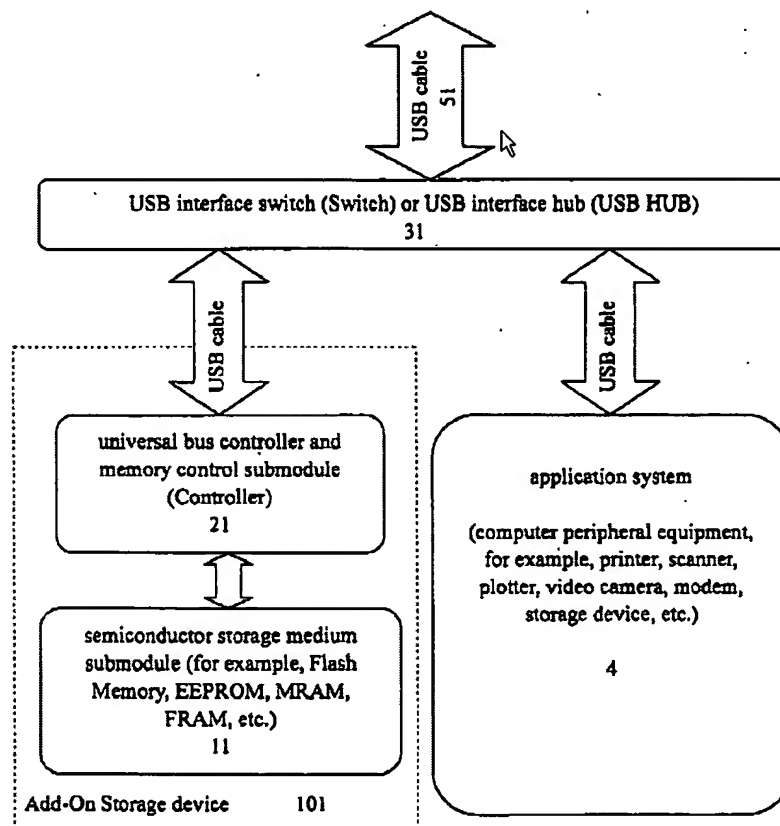 USB cable
51
USB interface switch (Switch) or USB interface hub (USB HUB)
31
USB cable
USB cable
universal bus controller and
memory control submodule
(Controller)
21
semiconductor storage medium
submodule (for example, Flash
Memory, EEPROM, MRAM,
FRAM, etc.)
11
Add-On Storage device 101
application system
(computer peripheral equipment,
for example, printer, scanner,
plotter, video camera, modem,
storage device, etc.)
4